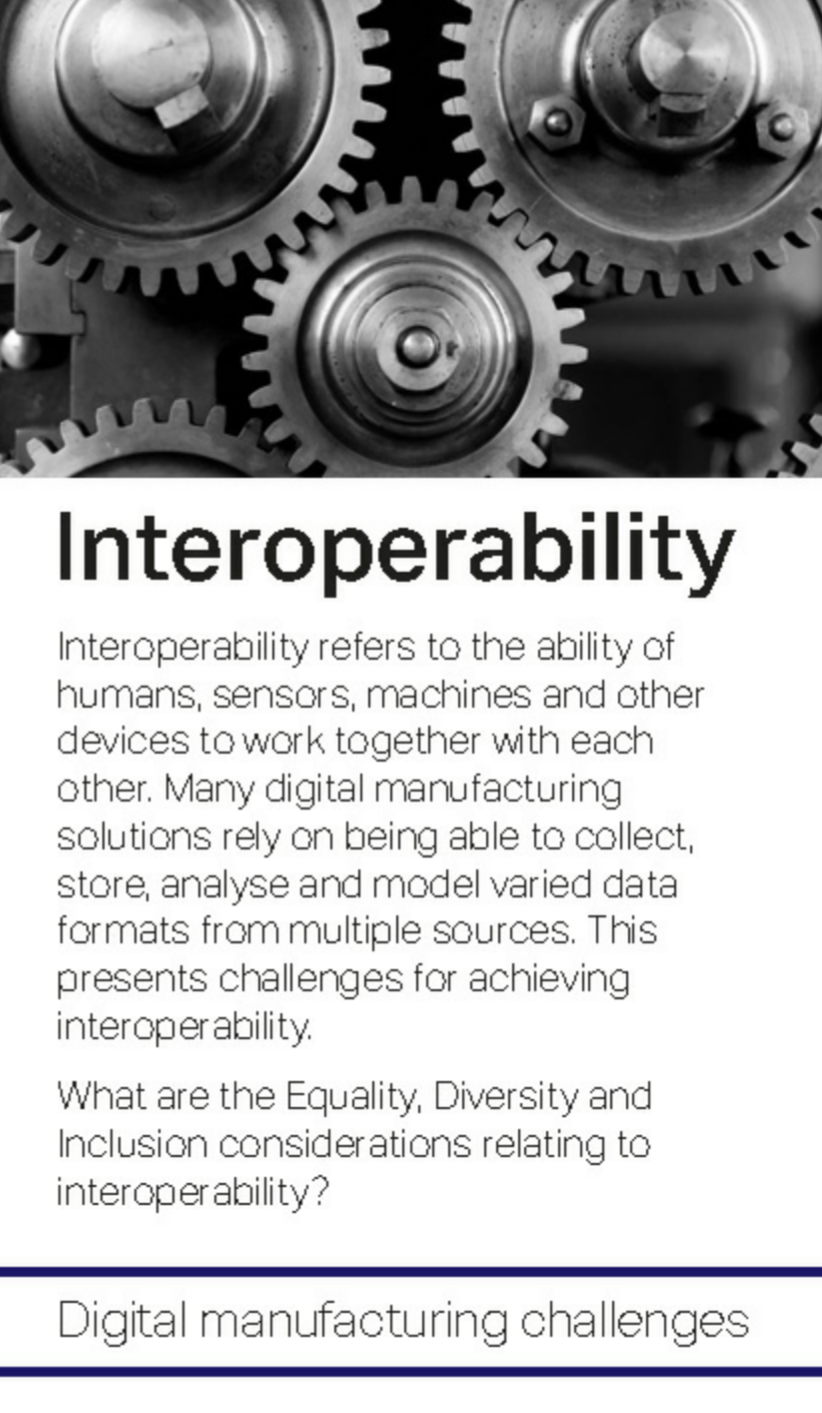 Interoperability
Interoperability refers to the ability of
humans, sensors, machines and other
devices to work together with each
other. Many digital manufacturing
solutions rely on being able to collect,
store, analyse and model varied data
formats from multiple sources. This
presents challenges for achieving
interoperability.
What are the Equality, Diversity and
Inclusion considerations relating to
interoperability?
Digital manufacturing challenges